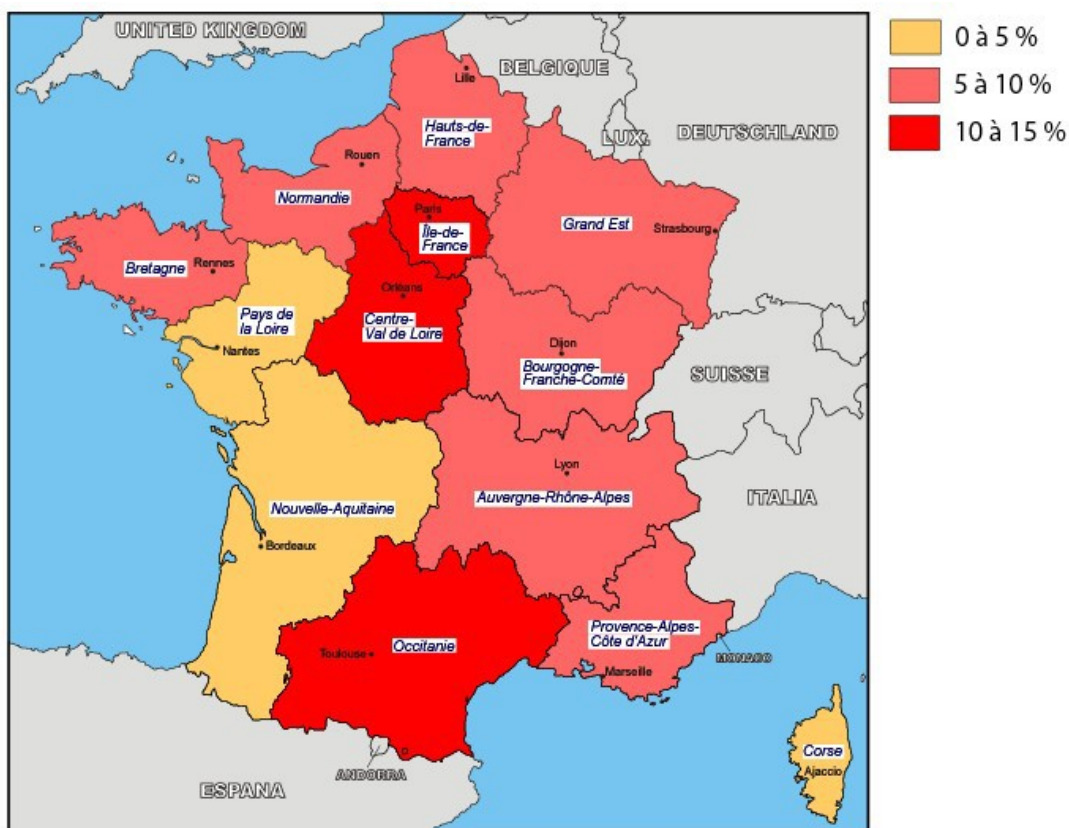 UNITED KINGDOM
BELGIQUE
LUX.
DEUTSCHLAND
Lille
Hauts-de-
France
Rouen
Normandie
Paris
Île-de-
France
Grand Est
Strasbourg
Bretagne
Rennes
Orléans
Centre-
Val de Loire
Pays de
la Loire
Nantes
Dijon
Bourgogne-
Franche-Comté
SUISSE
Lyon
Auvergne-Rhône-Alpes
ITALIA
Nouvelle-Aquitaine
Bordeaux
Provence-Alpes-
Côte d'Azur
Toulouse
Occitanie
Marseille
MONACO
ANDORRA
ESPANA
Corse
Ajaccio
0 à 5 %
5 à 10 %
10 à 15 %